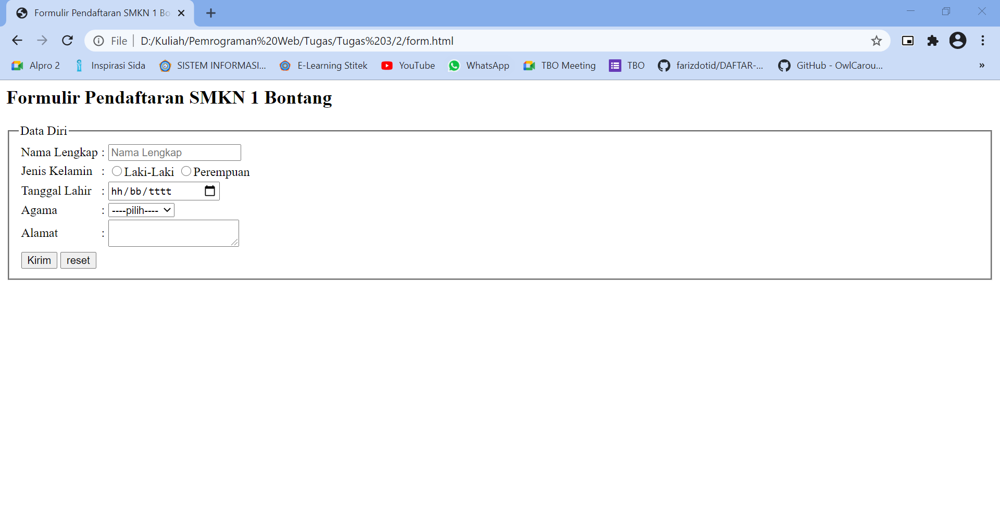 Formulir Pendaftaran SMKN 1 Bo
File D:/Kuliah/Pemrograman%20Web/Tugas/Tugas%203/2/form.html
Alpro 2 Inspirasi Sida SISTEM INFORMASI... E-Learning Stitek YouTube WhatsApp TBO Meeting TBO farizdotid/DAFTAR-... GitHub - OwlCarou... »
Formulir Pendaftaran SMKN 1 Bontang
Data Diri
Nama Lengkap : Nama Lengkap
Jenis Kelamin : Laki-Laki Perempuan
Tanggal Lahir : hh/bb/tttt
Agama : ----pilih----
Alamat :
Kirim reset